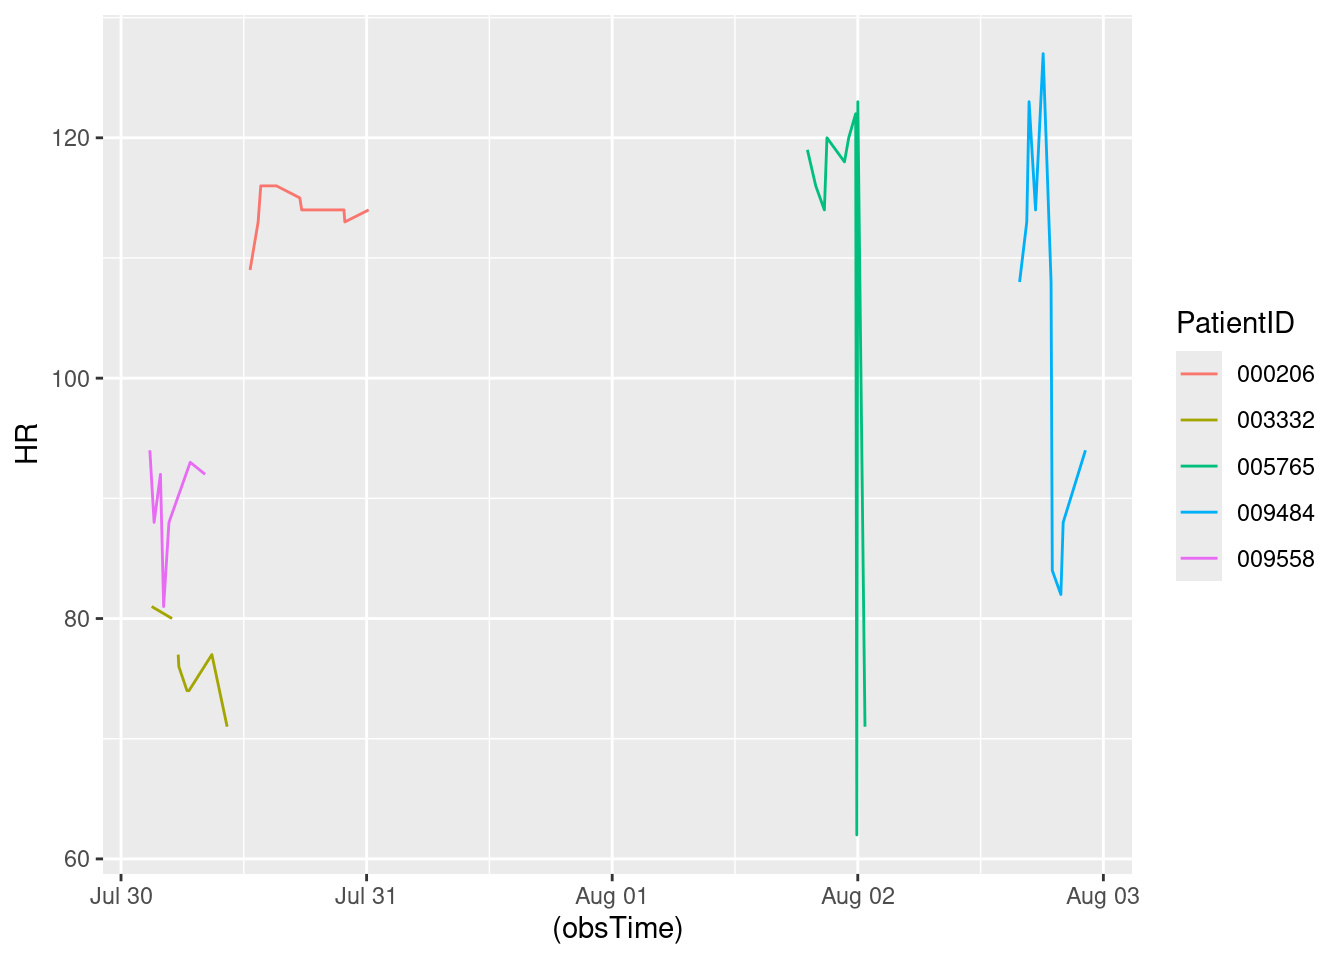 120
100
80
60
HR
Jul 30
Jul 31
Aug 01
Aug 02
Aug 03
(obsTime)
PatientID
000206
003332
005765
009484
009558